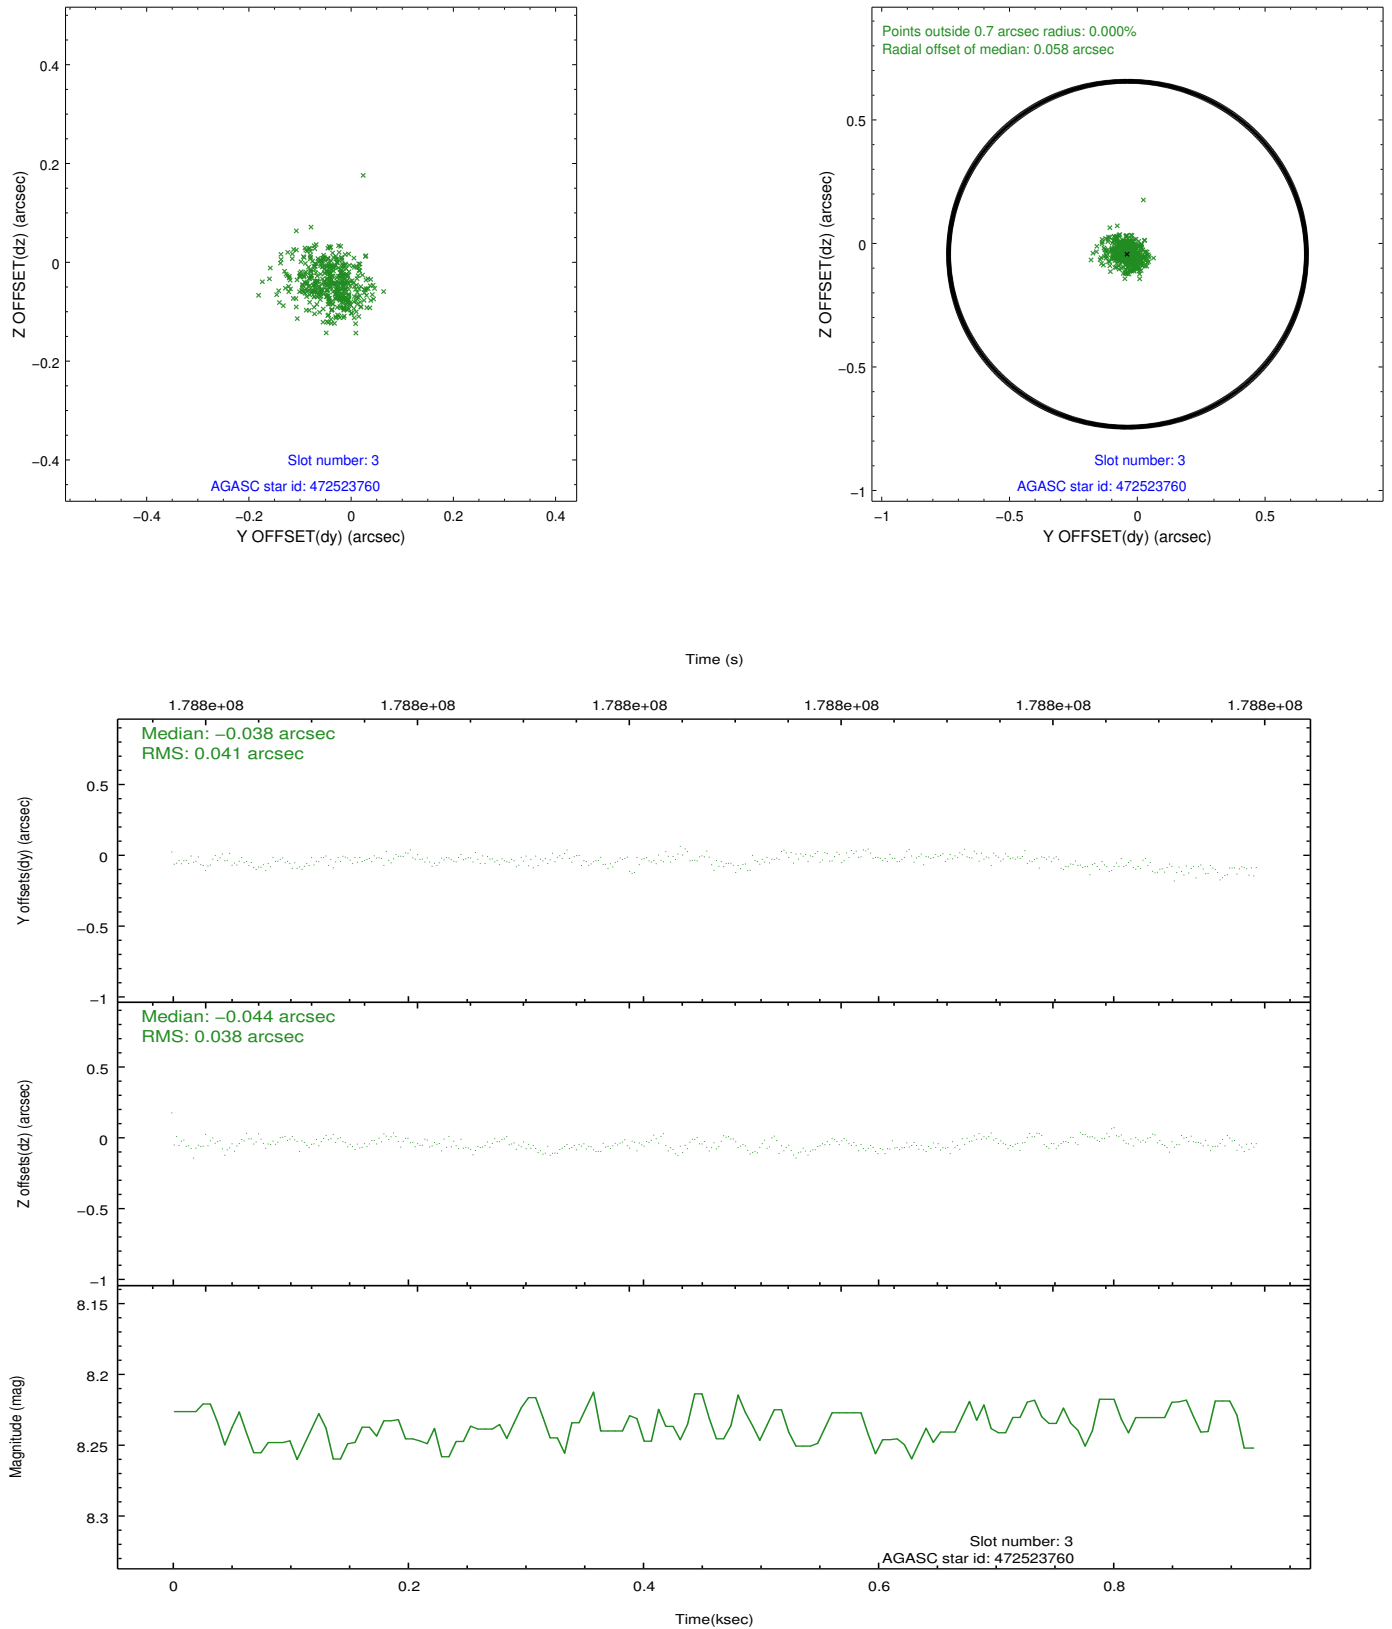 0.4
0.2
0
−0.2
−0.4
Z OFFSET(dz) (arcsec)
Slot number: 3
AGASC star id: 472523760
−0.4 −0.2 0 0.2 0.4
Y OFFSET(dy) (arcsec)
Points outside 0.7 arcsec radius: 0.000%
Radial offset of median: 0.058 arcsec
0.5
0
−0.5
−1
Z OFFSET(dz) (arcsec)
Slot number: 3
AGASC star id: 472523760
−1 −0.5 0 0.5
Y OFFSET(dy) (arcsec)
Time (s)
1.788e+08 1.788e+08 1.788e+08 1.788e+08 1.788e+08 1.788e+08
Median: −0.038 arcsec
RMS: 0.041 arcsec
0.5
0
−0.5
−1
Y offsets(dy) (arcsec)
Median: −0.044 arcsec
RMS: 0.038 arcsec
0.5
0
−0.5
−1
Z offsets(dz) (arcsec)
8.15
8.2
8.25
8.3
Magnitude (mag)
Slot number: 3
AGASC star id: 472523760
0 0.2 0.4 0.6 0.8
Time(ksec)